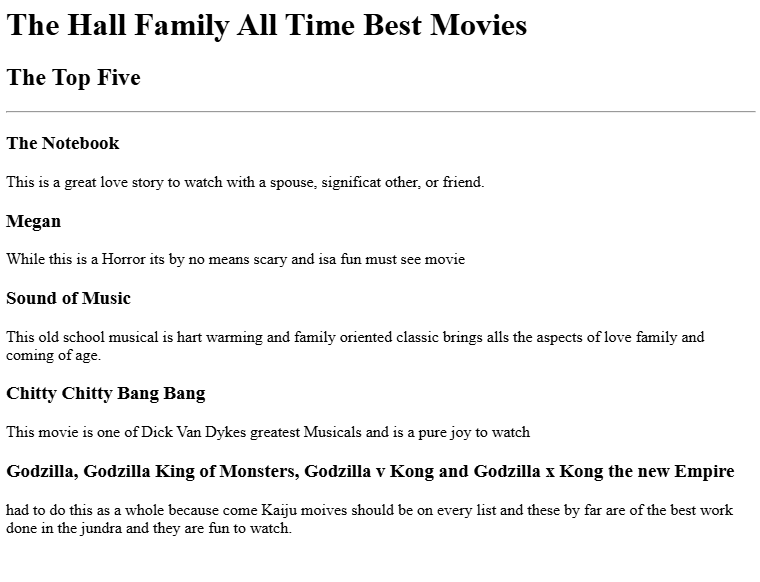 The Hall Family All Time Best Movies
The Top Five
The Notebook
This is a great love story to watch with a spouse, significat other, or friend.
Megan
While this is a Horror its by no means scary and isa fun must see movie
Sound of Music
This old school musical is hart warming and family oriented classic brings alls the aspects of love family and
coming of age.
Chitty Chitty Bang Bang
This movie is one of Dick Van Dykes greatest Musicals and is a pure joy to watch
Godzilla, Godzilla King of Monsters, Godzilla v Kong and Godzilla x Kong the new Empire
had to do this as a whole because come Kaiju moives should be on every list and these by far are of the best work
done in the jundra and they are fun to watch.